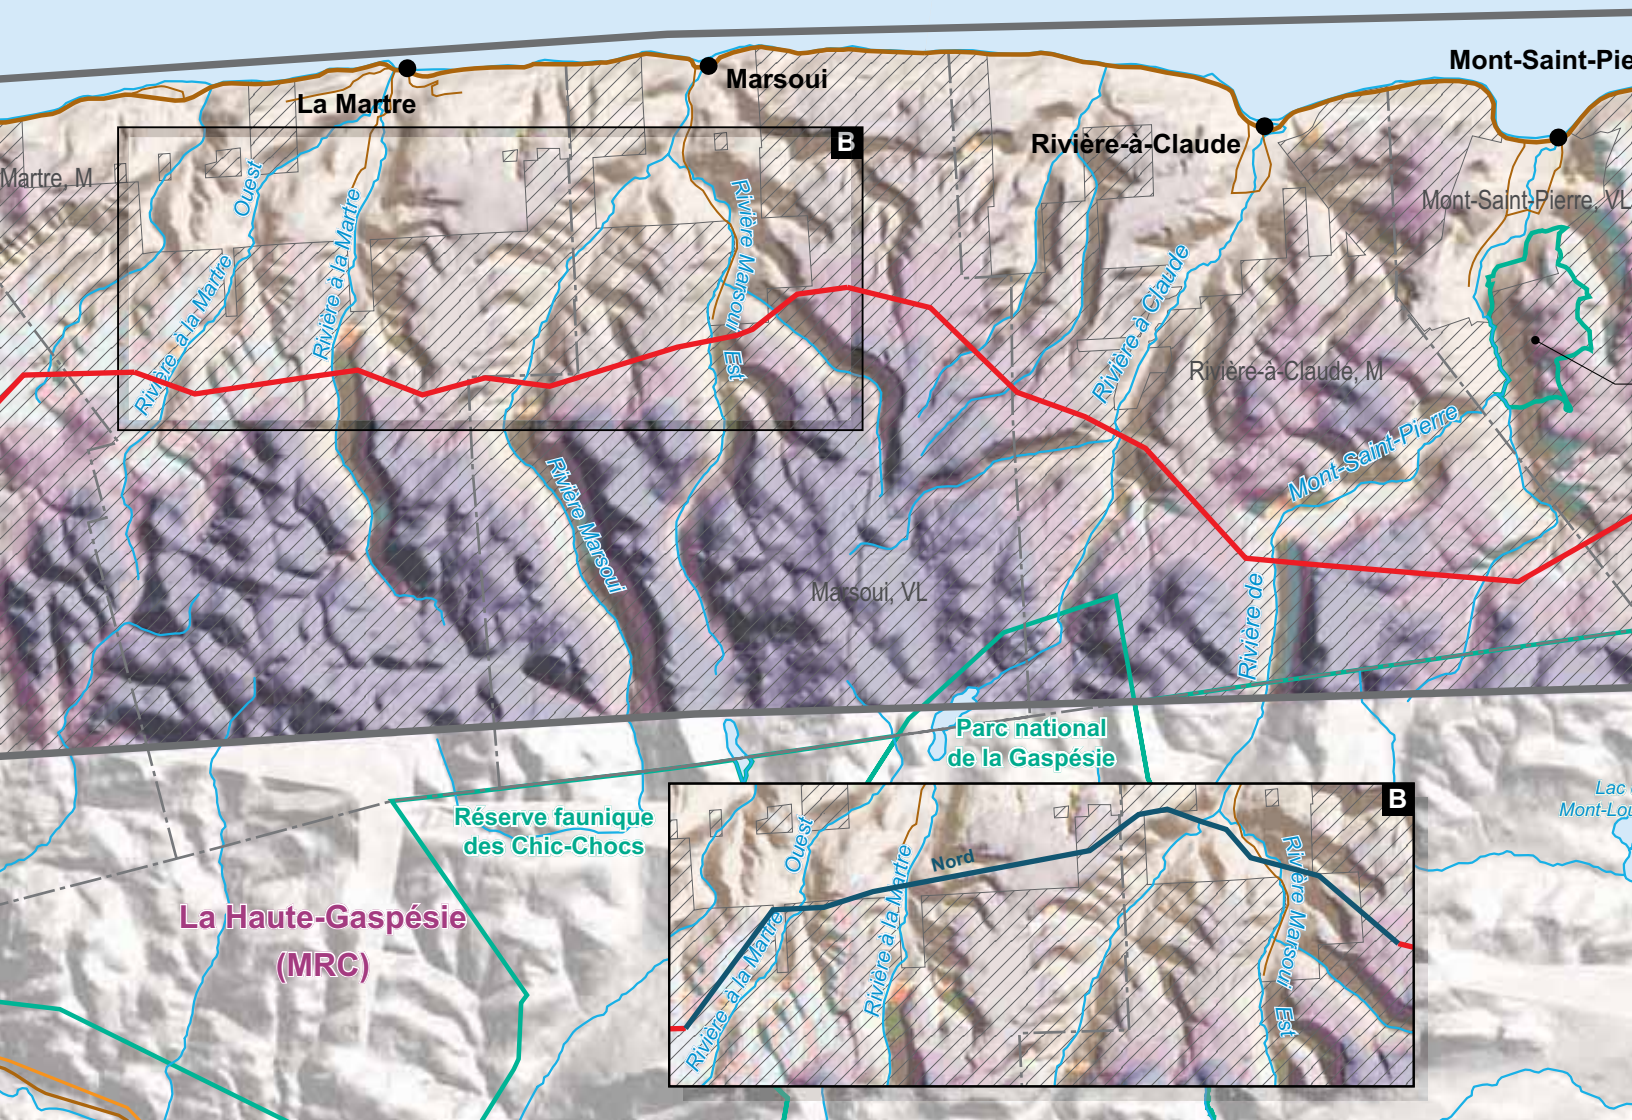 Mont-Saint-Pie
Marsoui
La Martre
B
Rivière-à-Claude
Martre, M
Ouest
Mont-Saint-Pierre, VL
Rivière à la Martre
Rivière à la Martre
Rivière Marsoui
Est
Rivière à Claude
Rivière-à-Claude, M
Mont-Saint-Pierre
Rivière de
Rivière Marsoui
Marsoui, VL
Parc national
de la Gaspésie
Réserve faunique
des Chic-Chocs
Lac
Mont-Lou
La Haute-Gaspésie
(MRC)
B
Ouest
Nord
Rivière à la Martre
Rivière à la Martre
Rivière Marsoui
Est